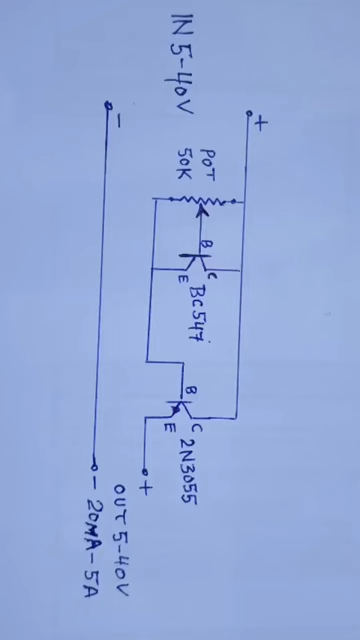 IN 5-40V
+
-
POT
50K
B
C
E
BC547
B
C
E
2N3055
+
OUT 5-40V
- 20MA-5A